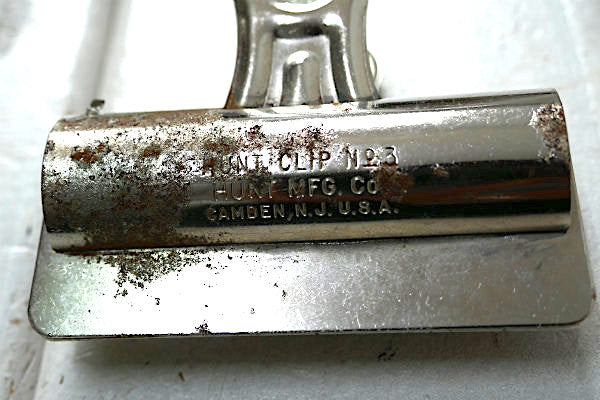 HUNT CLIP No 3
HUNT MFG. Co
CAMDEN, N.J. U.S.A.